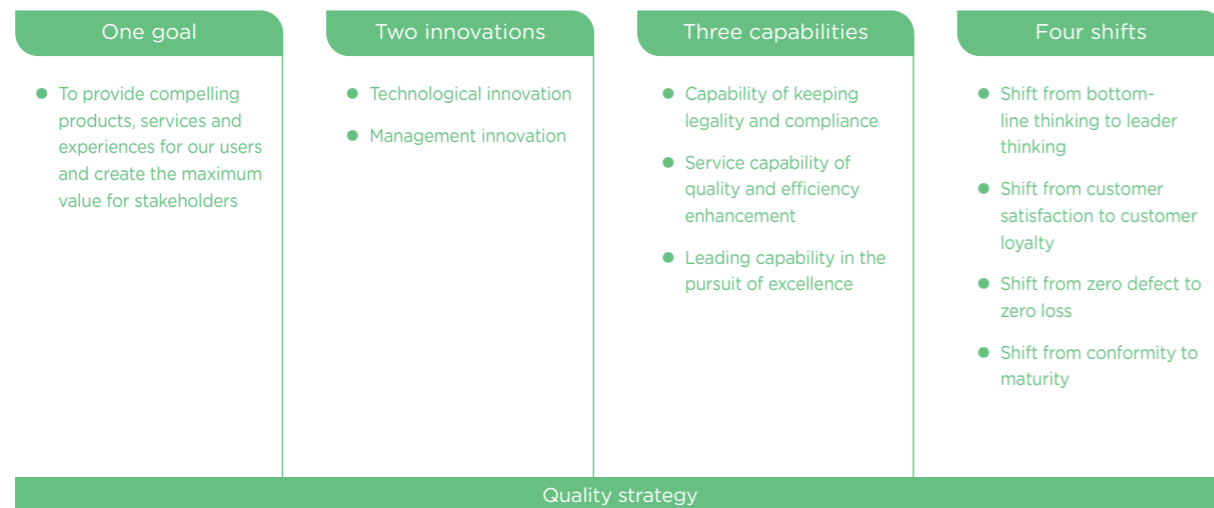 One goal
To provide compelling
products, services and
experiences for our users
and create the maximum
value for stakeholders
Two innovations
Technological innovation
Management innovation
Three capabilities
Capability of keeping
legality and compliance
Service capability of
quality and efficiency
enhancement
Leading capability in the
pursuit of excellence
Four shifts
Shift from bottom-
line thinking to leader
thinking
Shift from customer
satisfaction to customer
loyalty
Shift from zero defect to
zero loss
Shift from conformity to
maturity
Quality strategy